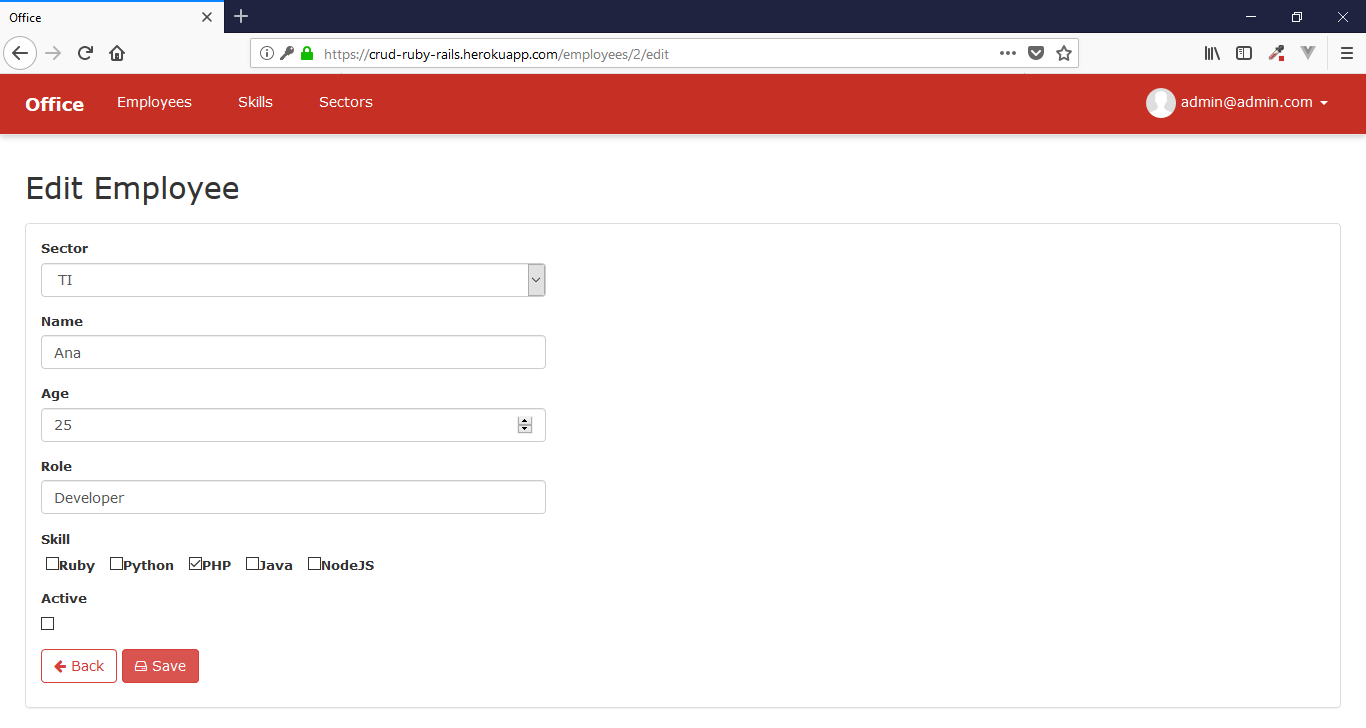 Office
https://crud-ruby-rails.herokuapp.com/employees/2/edit
Office Employees Skills Sectors admin@admin.com
Edit Employee
Sector
TI
Name
Ana
Age
25
Role
Developer
Skill
Ruby Python PHP Java NodeJS
Active
Back Save